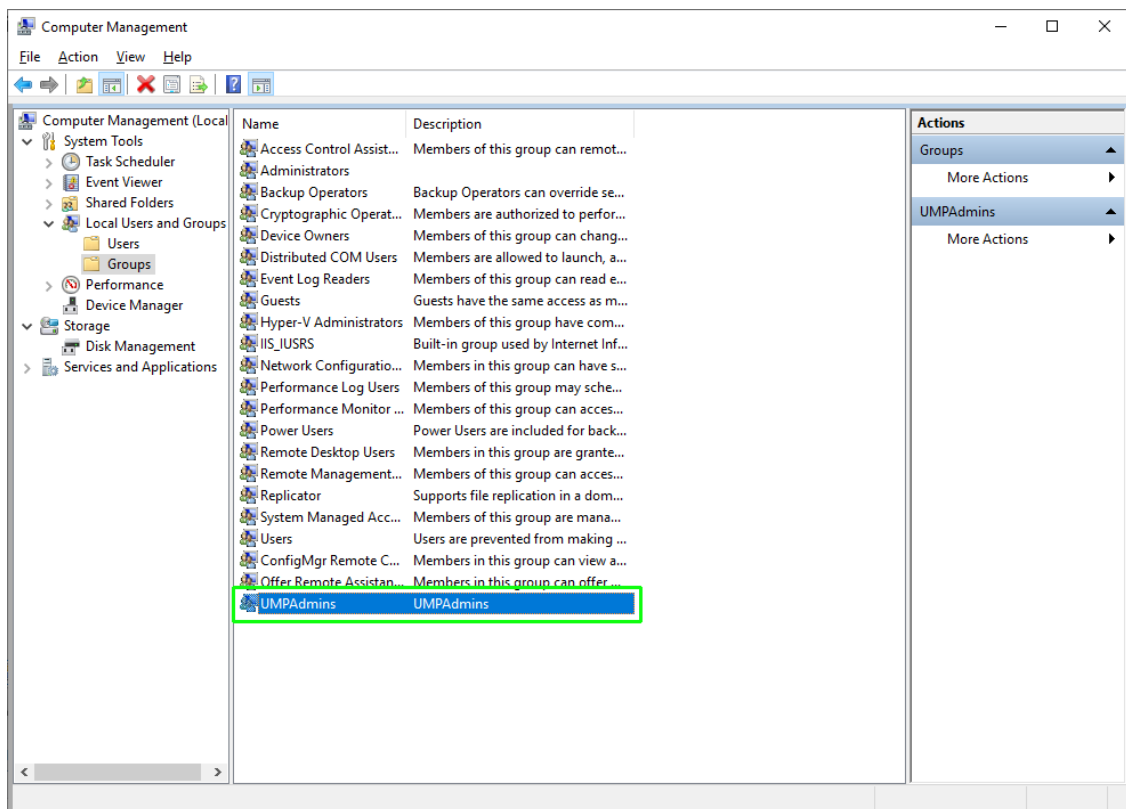 Computer Management
File Action View Help
Computer Management (Local
System Tools
Task Scheduler
Event Viewer
Shared Folders
Local Users and Groups
Users
Groups
Performance
Device Manager
Storage
Disk Management
Services and Applications
Name Description
Access Control Assist... Members of this group can remot...
Administrators
Backup Operators Backup Operators can override se...
Cryptographic Operat... Members are authorized to perfor...
Device Owners Members of this group can chang...
Distributed COM Users Members are allowed to launch, a...
Event Log Readers Members of this group can read e...
Guests Guests have the same access as m...
Hyper-V Administrators Members of this group have com...
IIS_IUSRS Built-in group used by Internet Inf...
Network Configuratio... Members in this group can have s...
Performance Log Users Members of this group may sche...
Performance Monitor ... Members of this group can acces...
Power Users Power Users are included for back...
Remote Desktop Users Members in this group are grante...
Remote Management... Members of this group can acces...
Replicator Supports file replication in a dom...
System Managed Acc... Members of this group are mana...
Users Users are prevented from making ...
ConfigMgr Remote C... Members in this group can view a...
Offer Remote Assistan... Members in this group can offer ...
UMPAdmins UMPAdmins
Actions
Groups
More Actions
UMPAdmins
More Actions